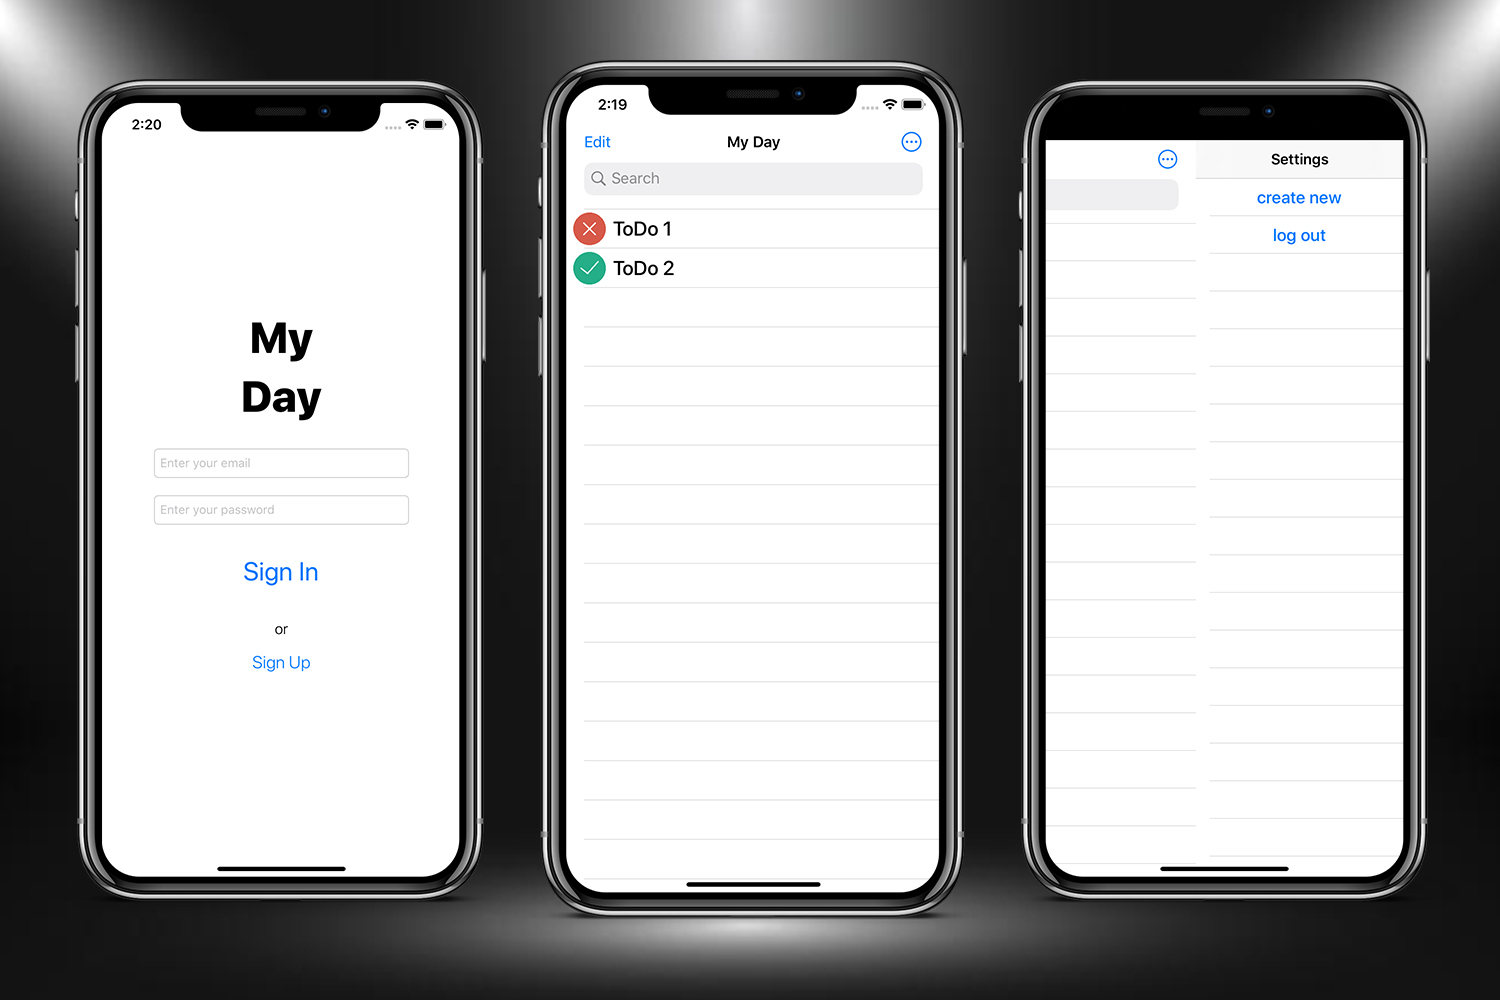 2:20
My
Day
Enter your email
Enter your password
Sign In
or
Sign Up
2:19
Edit
My Day
Search
ToDo 1
ToDo 2
Settings
create new
log out